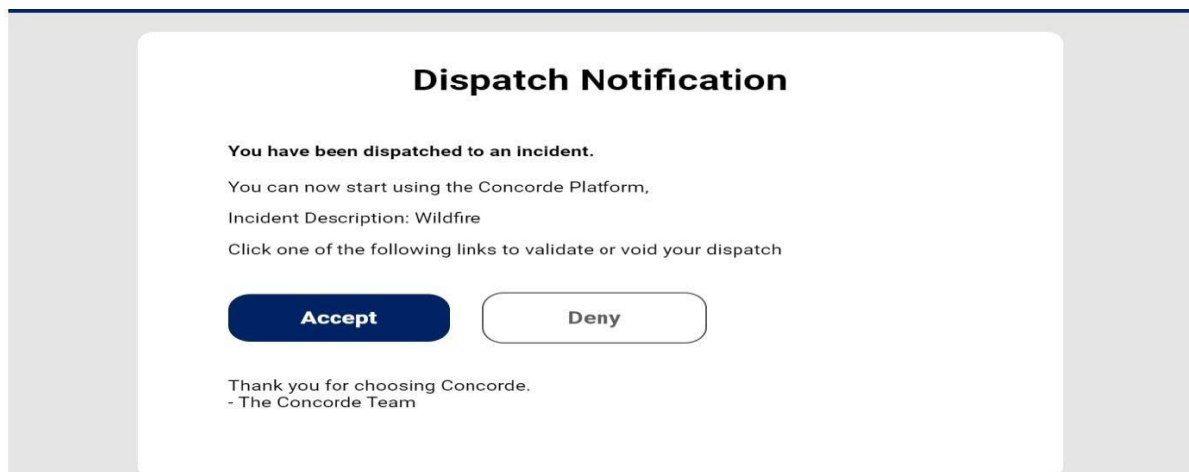 Dispatch Notification
You have been dispatched to an incident.
You can now start using the Concorde Platform,
Incident Description: Wildfire
Click one of the following links to validate or void your dispatch
Accept Deny
Thank you for choosing Concorde.
- The Concorde Team